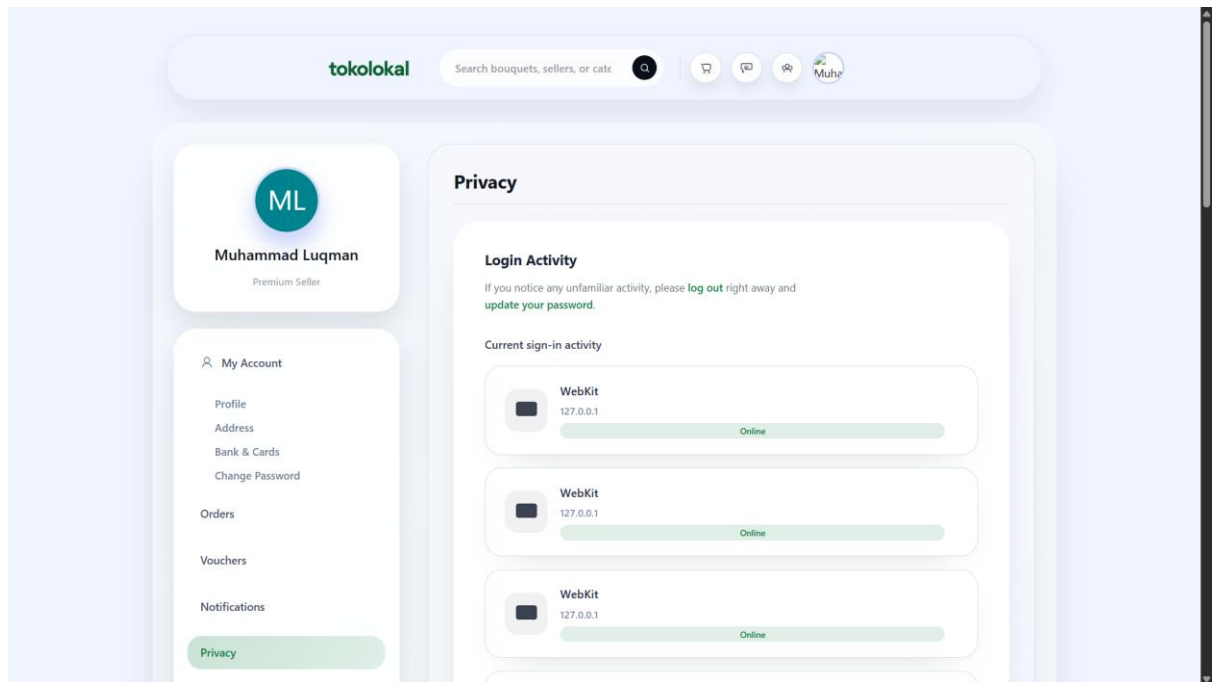 tokolokal
Search bouquets, sellers, or cate
Muha
ML
Muhammad Luqman
Premium Seller
My Account
Profile
Address
Bank & Cards
Change Password
Orders
Vouchers
Notifications
Privacy
Privacy
Login Activity
If you notice any unfamiliar activity, please log out right away and
update your password.
Current sign-in activity
WebKit
127.0.0.1
Online
WebKit
127.0.0.1
Online
WebKit
127.0.0.1
Online